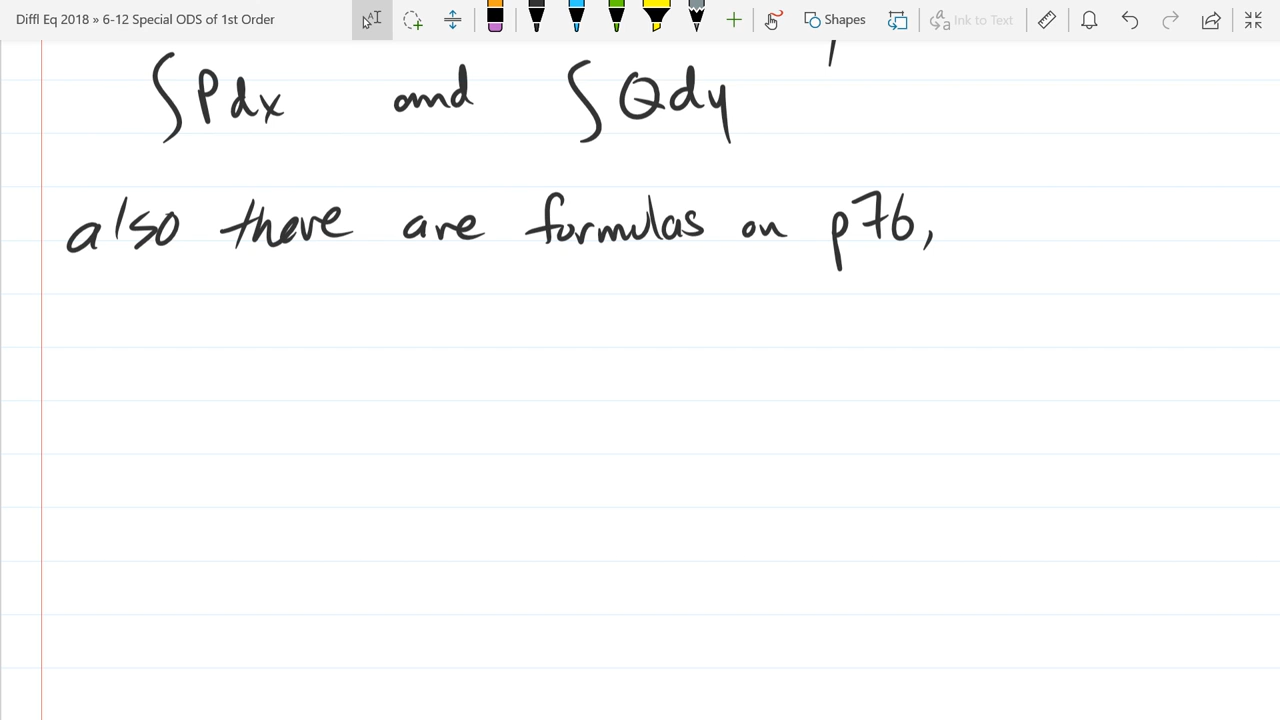 Diffl Eq 2018 » 6-12 Special ODS of 1st Order Shapes Ink to Text
∫Pdx and ∫Qdy
also there are formulas on p76,